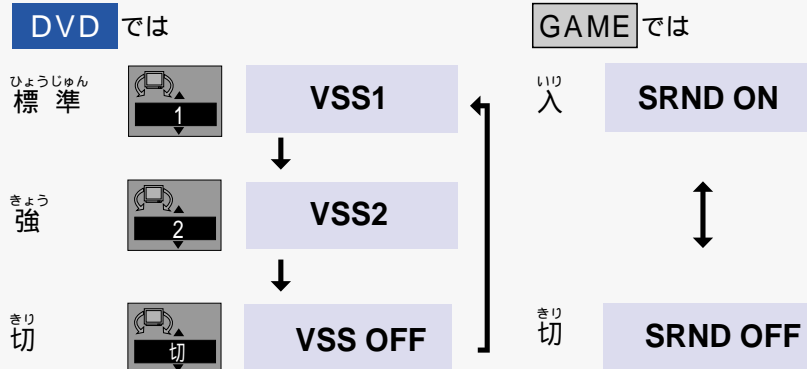 DVD では
ひょうじゅん
標 準
1
VSS1
きょう
強
2
VSS2
きり
切
切
VSS OFF
GAME では
いり
入
SRND ON
きり
切
SRND OFF